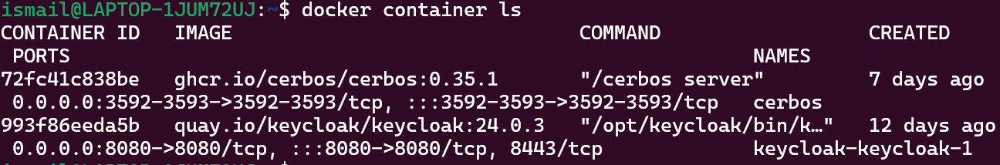 ismail@LAPTOP-1JUM72UJ:~$ docker container ls
CONTAINER ID   IMAGE                              COMMAND                  CREATED
 PORTS                                                           NAMES
72fc41c838be   ghcr.io/cerbos/cerbos:0.35.1       "/cerbos server"         7 days ago
 0.0.0.0:3592-3593->3592-3593/tcp, :::3592-3593->3592-3593/tcp   cerbos
993f86eeda5b   quay.io/keycloak/keycloak:24.0.3   "/opt/keycloak/bin/k…"   12 days ago
 0.0.0.0:8080->8080/tcp, :::8080->8080/tcp, 8443/tcp             keycloak-keycloak-1